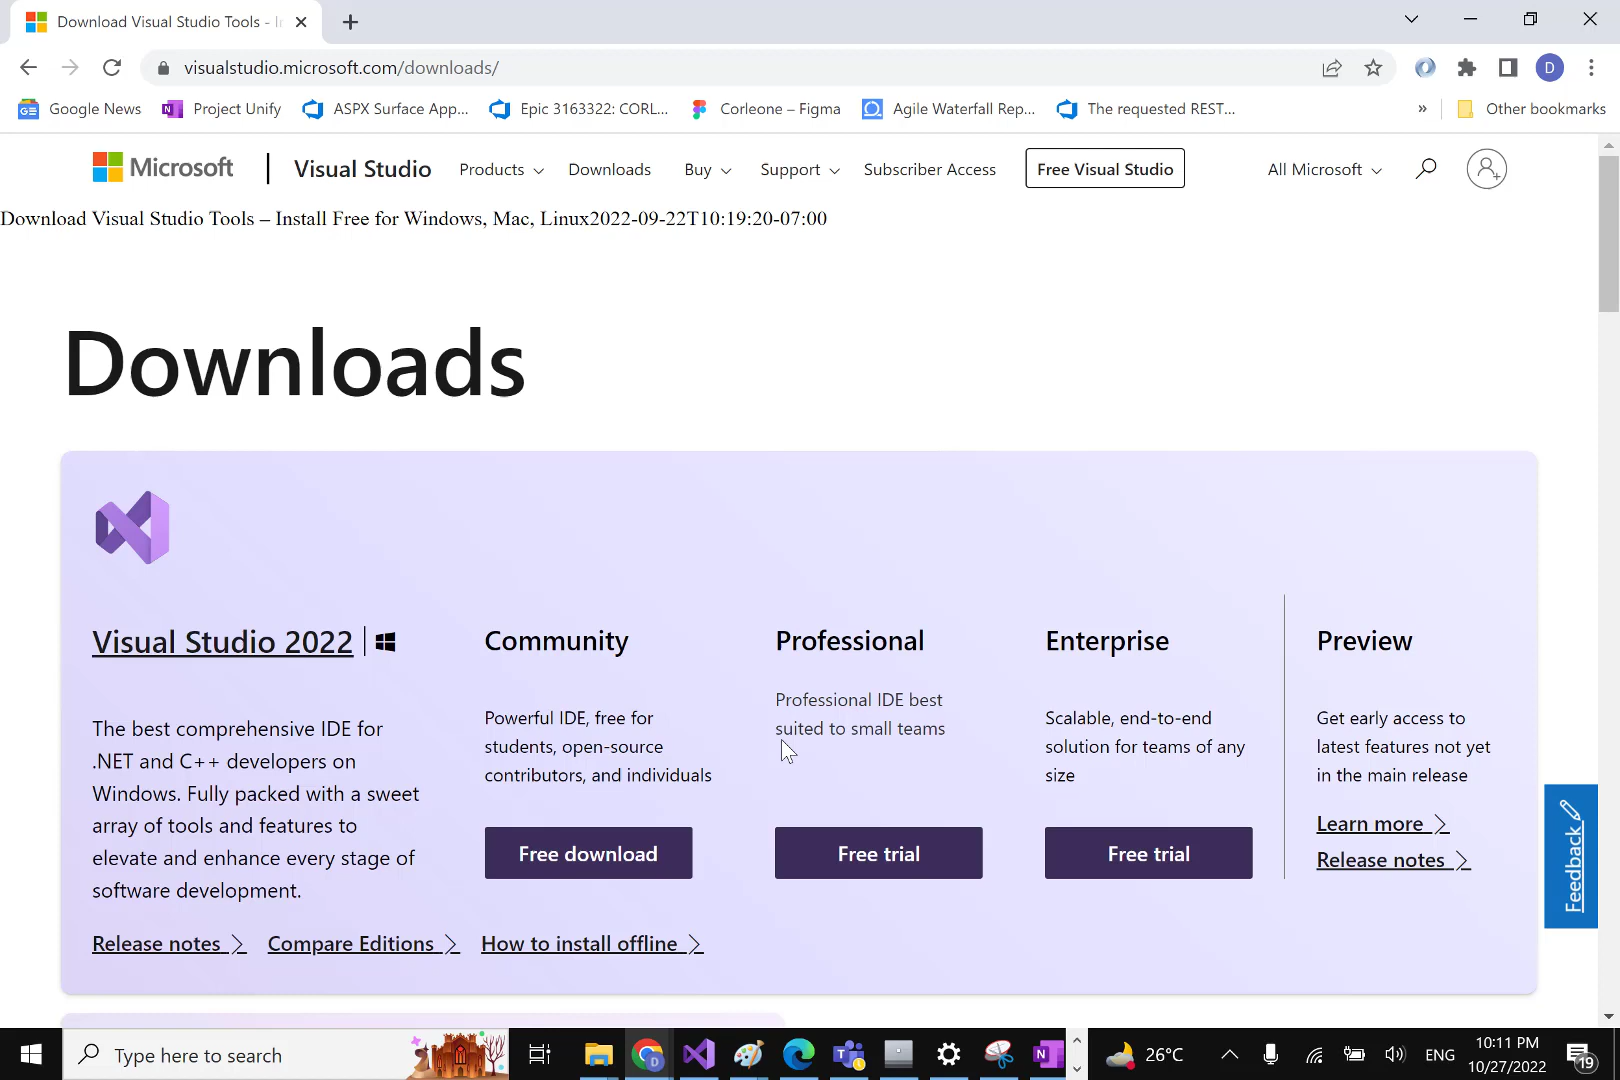 Download Visual Studio Tools - In
visualstudio.microsoft.com/downloads/
D
Google News
Project Unify
ASPX Surface App...
Epic 3163322: CORL...
Corleone – Figma
Agile Waterfall Rep...
The requested REST...
»
Other bookmarks
Microsoft
Visual Studio
Products
Downloads
Buy
Support
Subscriber Access
Free Visual Studio
All Microsoft
Download Visual Studio Tools – Install Free for Windows, Mac, Linux2022-09-22T10:19:20-07:00
Downloads
Visual Studio 2022
The best comprehensive IDE for
.NET and C++ developers on
Windows. Fully packed with a sweet
array of tools and features to
elevate and enhance every stage of
software development.
Community
Powerful IDE, free for
students, open-source
contributors, and individuals
Free download
Professional
Professional IDE best
suited to small teams
Free trial
Enterprise
Scalable, end-to-end
solution for teams of any
size
Free trial
Preview
Get early access to
latest features not yet
in the main release
Learn more
Release notes
Release notes
Compare Editions
How to install offline
Feedback
Type here to search
26°C
ENG
10:11 PM
10/27/2022
19